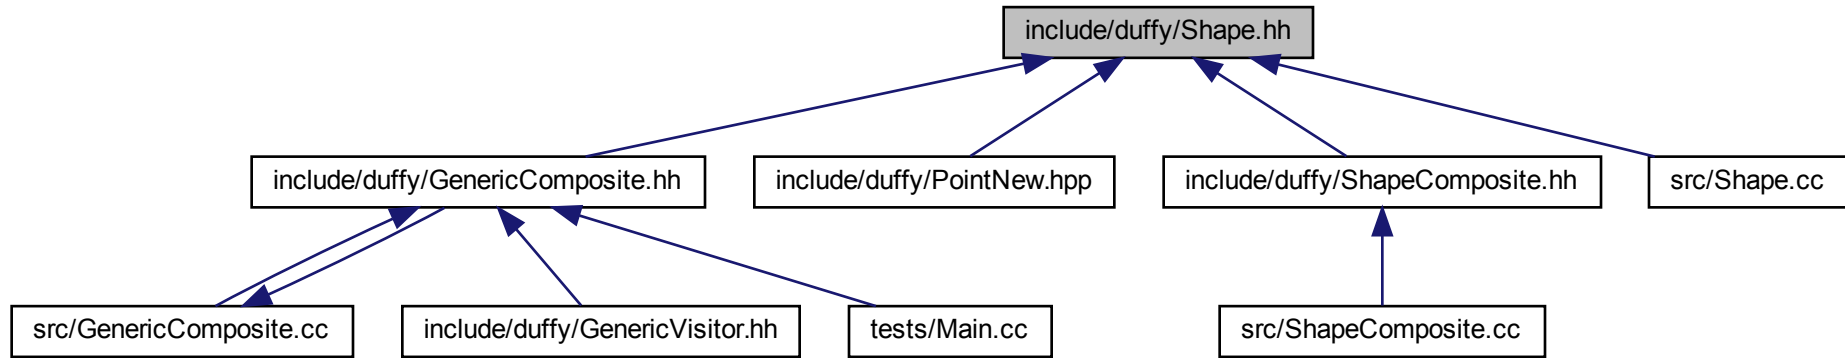 include/duffy/Shape.hh
include/duffy/GenericComposite.hh
include/duffy/PointNew.hpp
include/duffy/ShapeComposite.hh
src/Shape.cc
src/GenericComposite.cc
include/duffy/GenericVisitor.hh
tests/Main.cc
src/ShapeComposite.cc